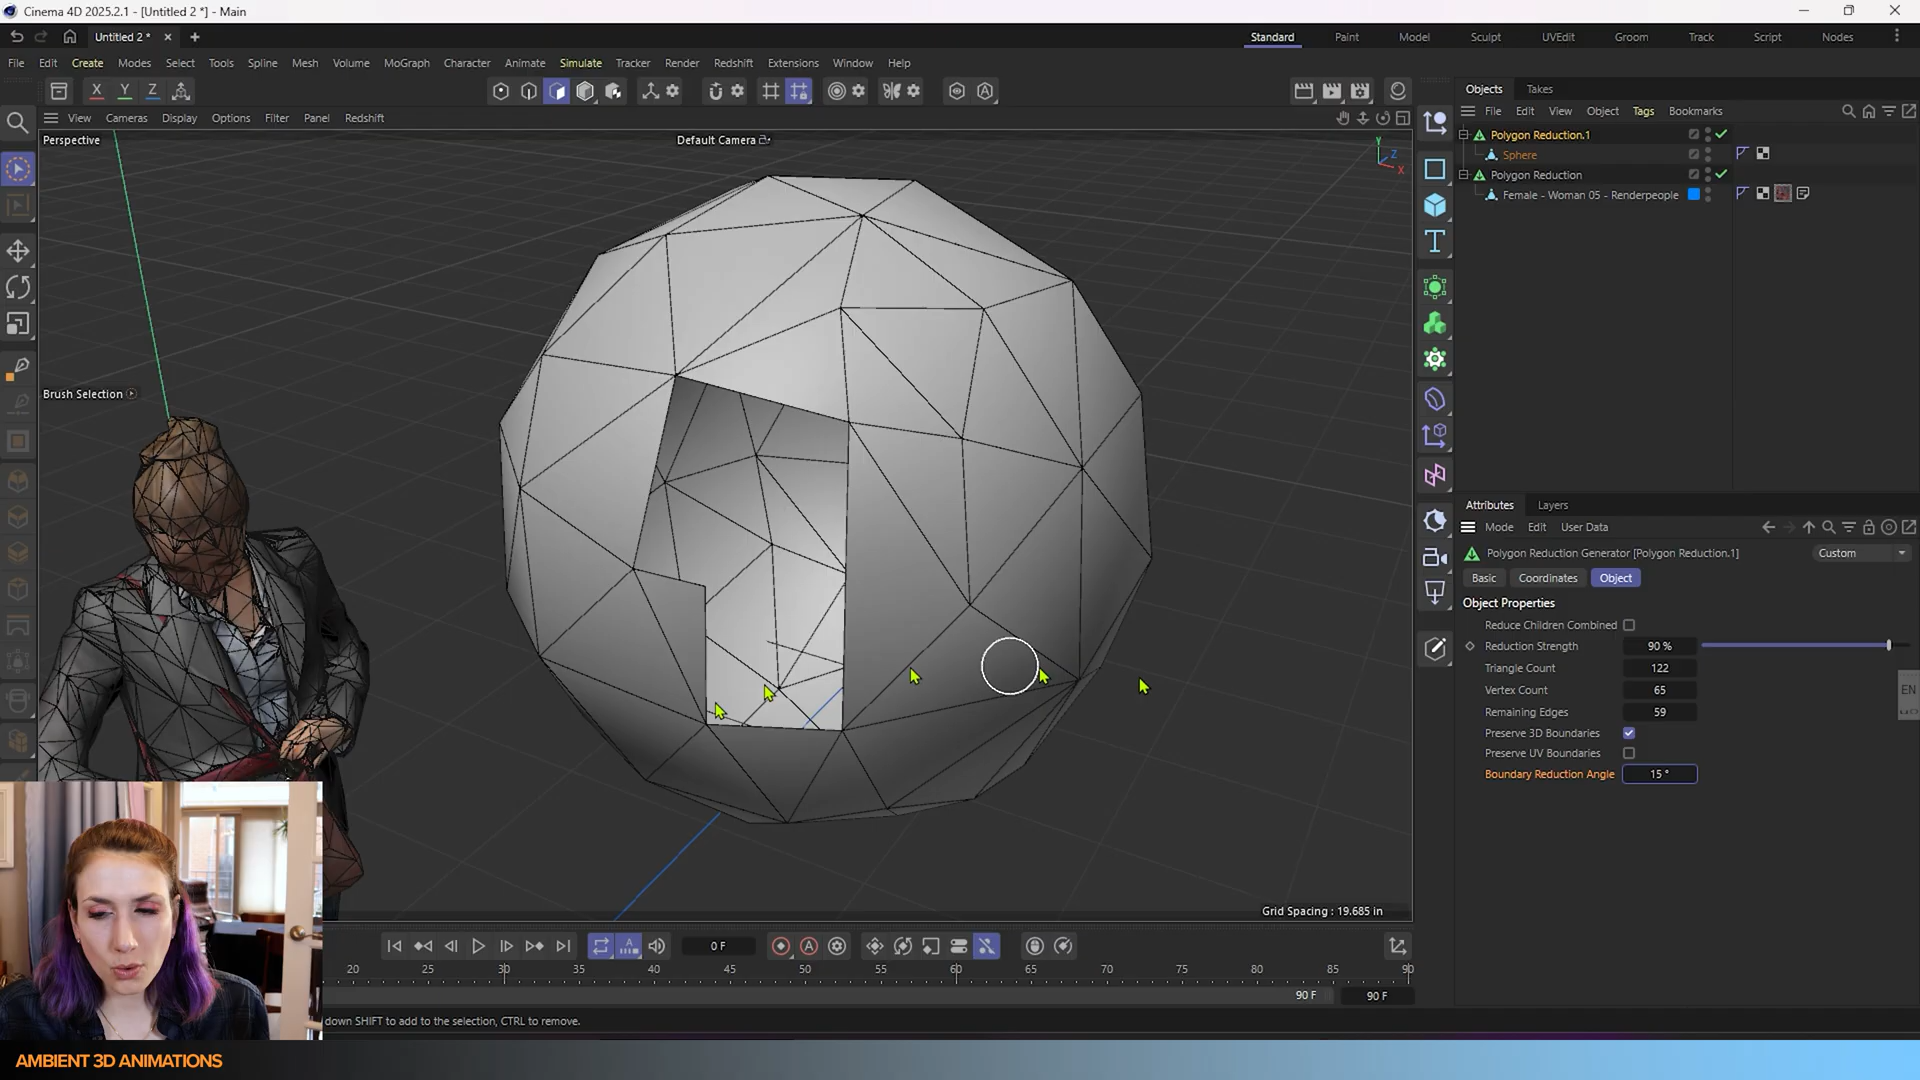 Cinema 4D 2025.2.1 - [Untitled 2 *] - Main
Untitled 2 * × +
Standard Paint Model Sculpt UVEdit Groom Track Script Nodes
File Edit Create Modes Select Tools Spline Mesh Volume MoGraph Character Animate Simulate Tracker Render Redshift Extensions Window Help
X Y Z
View Cameras Display Options Filter Panel Redshift
Perspective
Default Camera
Y
Z
X
Brush Selection
Grid Spacing : 19.685 in
Objects Takes
File Edit View Object Tags Bookmarks
Polygon Reduction.1
Sphere
Polygon Reduction
Female - Woman 05 - Renderpeople
Attributes Layers
Mode Edit User Data
Polygon Reduction Generator [Polygon Reduction.1] Custom
Basic Coordinates Object
Object Properties
Reduce Children Combined
Reduction Strength 90 %
Triangle Count 122
Vertex Count 65
Remaining Edges 59
Preserve 3D Boundaries
Preserve UV Boundaries
Boundary Reduction Angle 15 °
EN
0 F
20 25 30 35 40 45 50 55 60 65 70 75 80 85 90
90 F 90 F
down SHIFT to add to the selection, CTRL to remove.
AMBIENT 3D ANIMATIONS